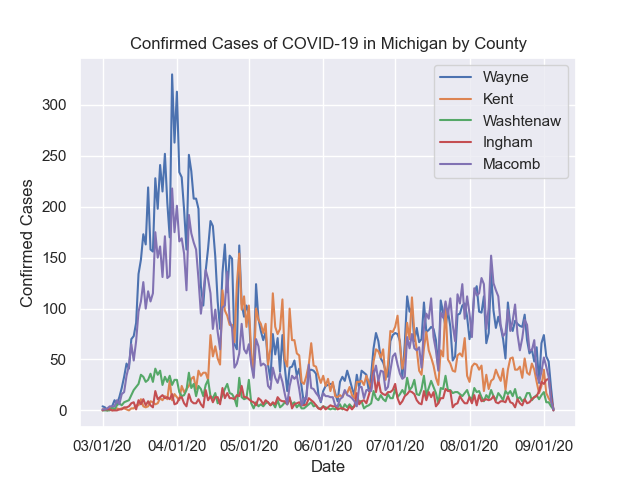 Confirmed Cases of COVID-19 in Michigan by County
Wayne
Kent
Washtenaw
Ingham
Macomb
300
250
200
150
100
50
0
Confirmed Cases
03/01/20 04/01/20 05/01/20 06/01/20 07/01/20 08/01/20 09/01/20
Date